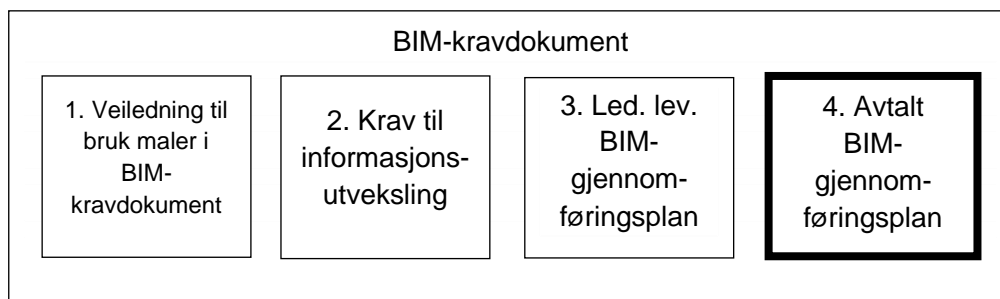 BIM-kravdokument
1. Veiledning til
bruk maler i
BIM-
kravdokument
2. Krav til
informasjons-
utveksling
3. Led. lev.
BIM-
gjennom-
føringsplan
4. Avtalt
BIM-
gjennom-
føringsplan